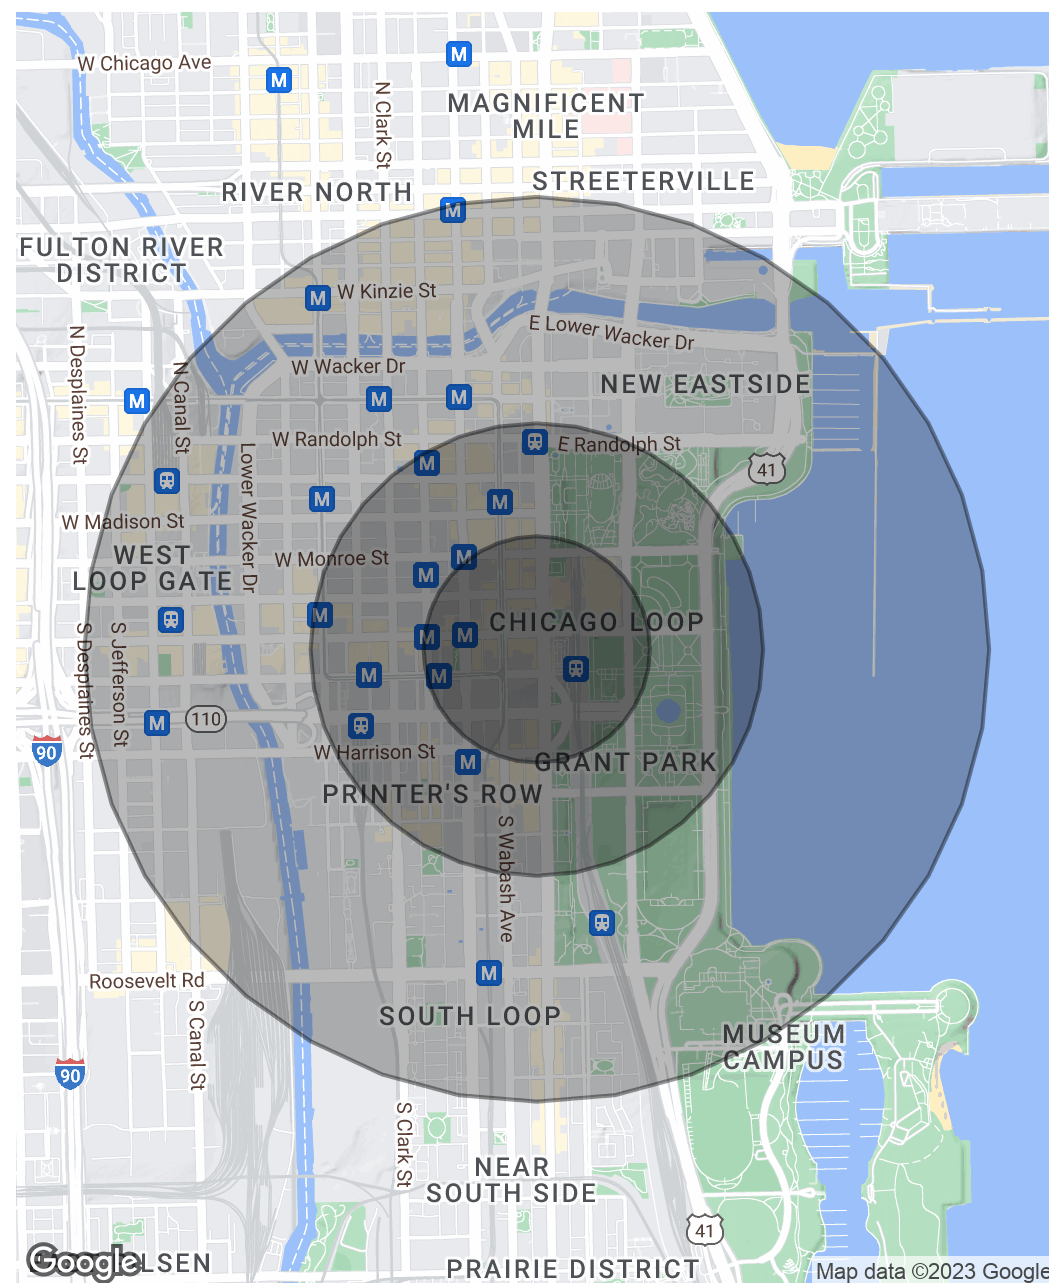 W Chicago Ave
M
M
N Clark St
MAGNIFICENT
MILE
STREETERVILLE
RIVER NORTH
M
FULTON RIVER
DISTRICT
W Kinzie St
M
E Lower Wacker Dr
N Desplaines St
N Canal St
W Wacker Dr
NEW EASTSIDE
M
M
M
W Randolph St
E Randolph St
M
41
Lower Wacker Dr
M
M
W Madison St
WEST
LOOP GATE
W Monroe St
M
M
M
CHICAGO LOOP
M
M
S Desplaines St
S Jefferson St
M
M
M
110
90
W Harrison St
M
GRANT PARK
PRINTER'S ROW
S Wabash Ave
M
Roosevelt Rd
SOUTH LOOP
S Canal St
MUSEUM
CAMPUS
90
S Clark St
NEAR
SOUTH SIDE
41
Google
LSEN
PRAIRIE DISTRICT
Map data ©2023 Google